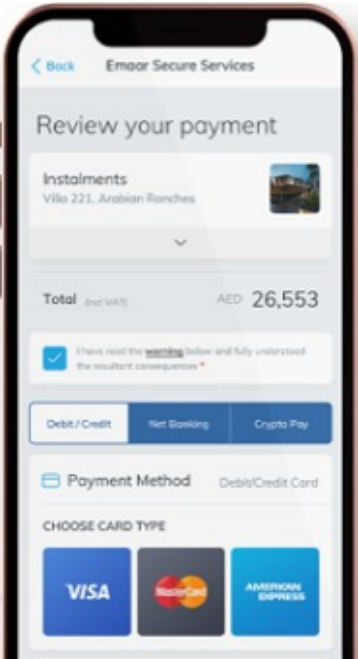 Back
Emaar Secure Services
Review your payment
Instalments
Villa 221, Arabian Ranches
Total (incl VAT)
AED 26,553
I have read the warning below and fully understood
the resultant consequences *
Debit / Credit
Net Banking
Crypto Pay
Payment Method
Debit/Credit Card
CHOOSE CARD TYPE
VISA
MasterCard
AMERICAN
EXPRESS